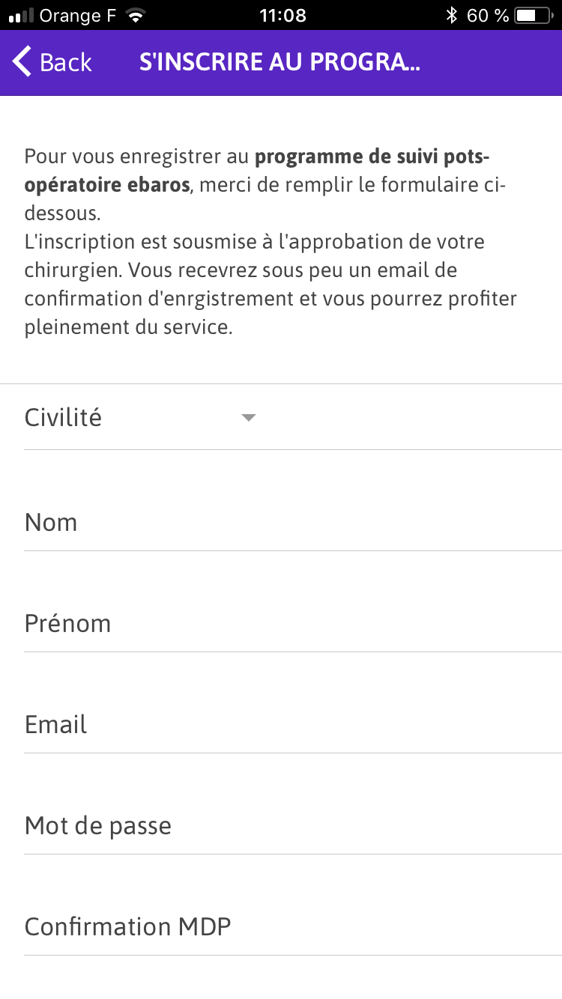 Orange F 11:08 60 %
Back S'INSCRIRE AU PROGRA...
Pour vous enregistrer au programme de suivi pots-
opératoire ebaros, merci de remplir le formulaire ci-
dessous.
L'inscription est sousmise à l'approbation de votre
chirurgien. Vous recevrez sous peu un email de
confirmation d'enrgistrement et vous pourrez profiter
pleinement du service.
Civilité
Nom
Prénom
Email
Mot de passe
Confirmation MDP